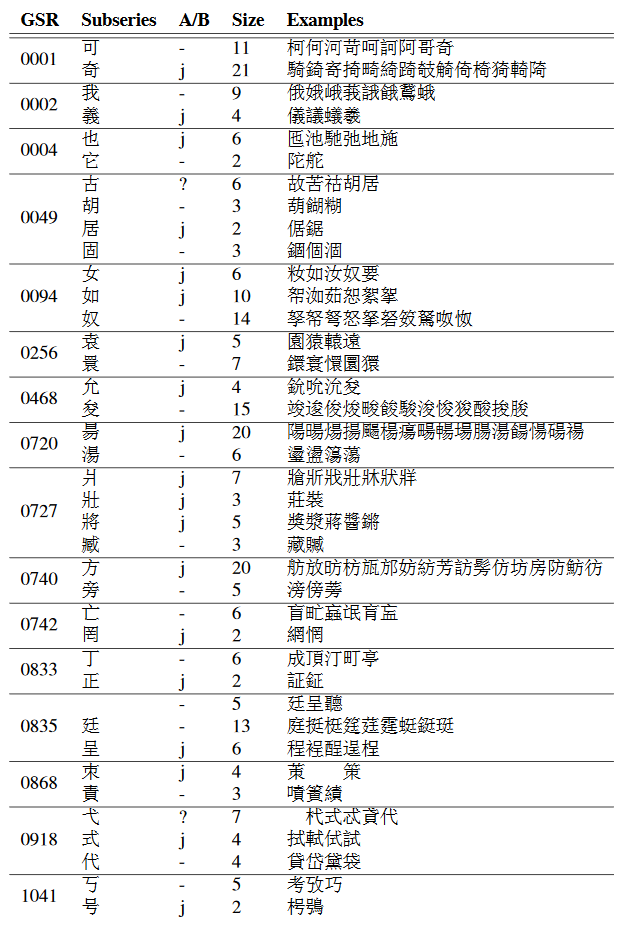 GSR Subseries A/B Size Examples
0001 可 - 11 柯何河苛呵訶阿哥奇
奇 j 21 騎錡寄掎畸綺踦攲觭倚椅猗輢陭
0002 我 - 9 俄娥峨莪誐餓鵞蛾
義 j 4 儀議蟻羲
0004 也 j 6 匜池馳弛地施
它 - 2 陀舵
0049 古 ? 6 故苦祜胡居
胡 - 3 葫餬糊
居 j 2 倨鋸
固 - 3 錮個涸
0094 女 j 6 籹如汝奴要
如 j 10 帤洳茹恕絮挐
奴 - 14 孥帑弩怒拏砮笯駑呶怓
0256 袁 j 5 園猿轅遠
睘 - 7 鐶寰懁圜獧
0468 允 j 4 鈗吮沇夋
夋 - 15 竣逡俊焌畯餕駿浚悛狻酸捘朘
0720 昜 j 20 陽暘煬揚颺楊瘍畼暢場腸湯餳惕碭禓
湯 - 6 璗盪簜蕩
0727 爿 j 7 牄斨戕壯牀狀牂
壯 j 3 莊裝
將 j 5 獎漿蔣醬鏘
臧 - 3 藏贓
0740 方 j 20 舫放昉枋瓬邡妨紡芳訪髣仿坊房防魴彷
旁 - 5 滂傍蒡
0742 亡 - 6 盲甿蝱氓肓衁
罔 j 2 網惘
0833 丁 - 6 成頂汀町亭
正 j 2 証鉦
0835 - 5 廷呈聽
廷 - 13 庭挺梃筳莛霆蜓鋌珽
呈 j 6 程裎酲逞桯
0868 朿 j 4 茦 策
責 - 3 嘖簀績
0918 弋 ? 7 杙式忒貣代
式 j 4 拭軾侙試
代 - 4 貸岱黛袋
1041 丂 - 5 考攷巧
号 j 2 枵鴞